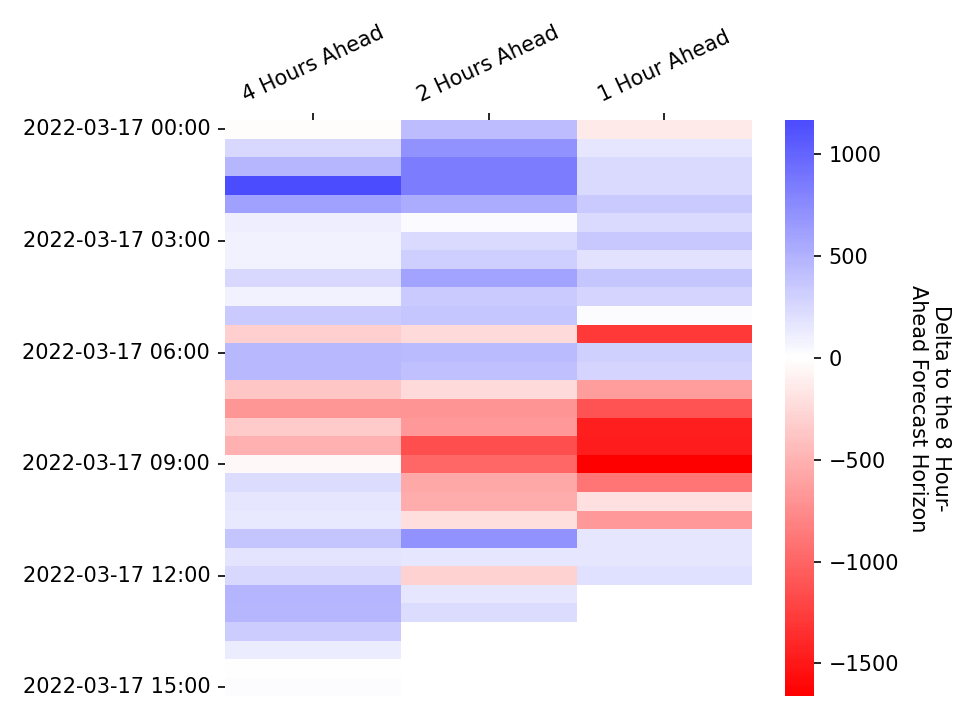 4 Hours Ahead
2 Hours Ahead
1 Hour Ahead
2022-03-17 00:00
2022-03-17 03:00
2022-03-17 06:00
2022-03-17 09:00
2022-03-17 12:00
2022-03-17 15:00
1000
500
0
−500
−1000
−1500
Delta to the 8 Hour-
Ahead Forecast Horizon